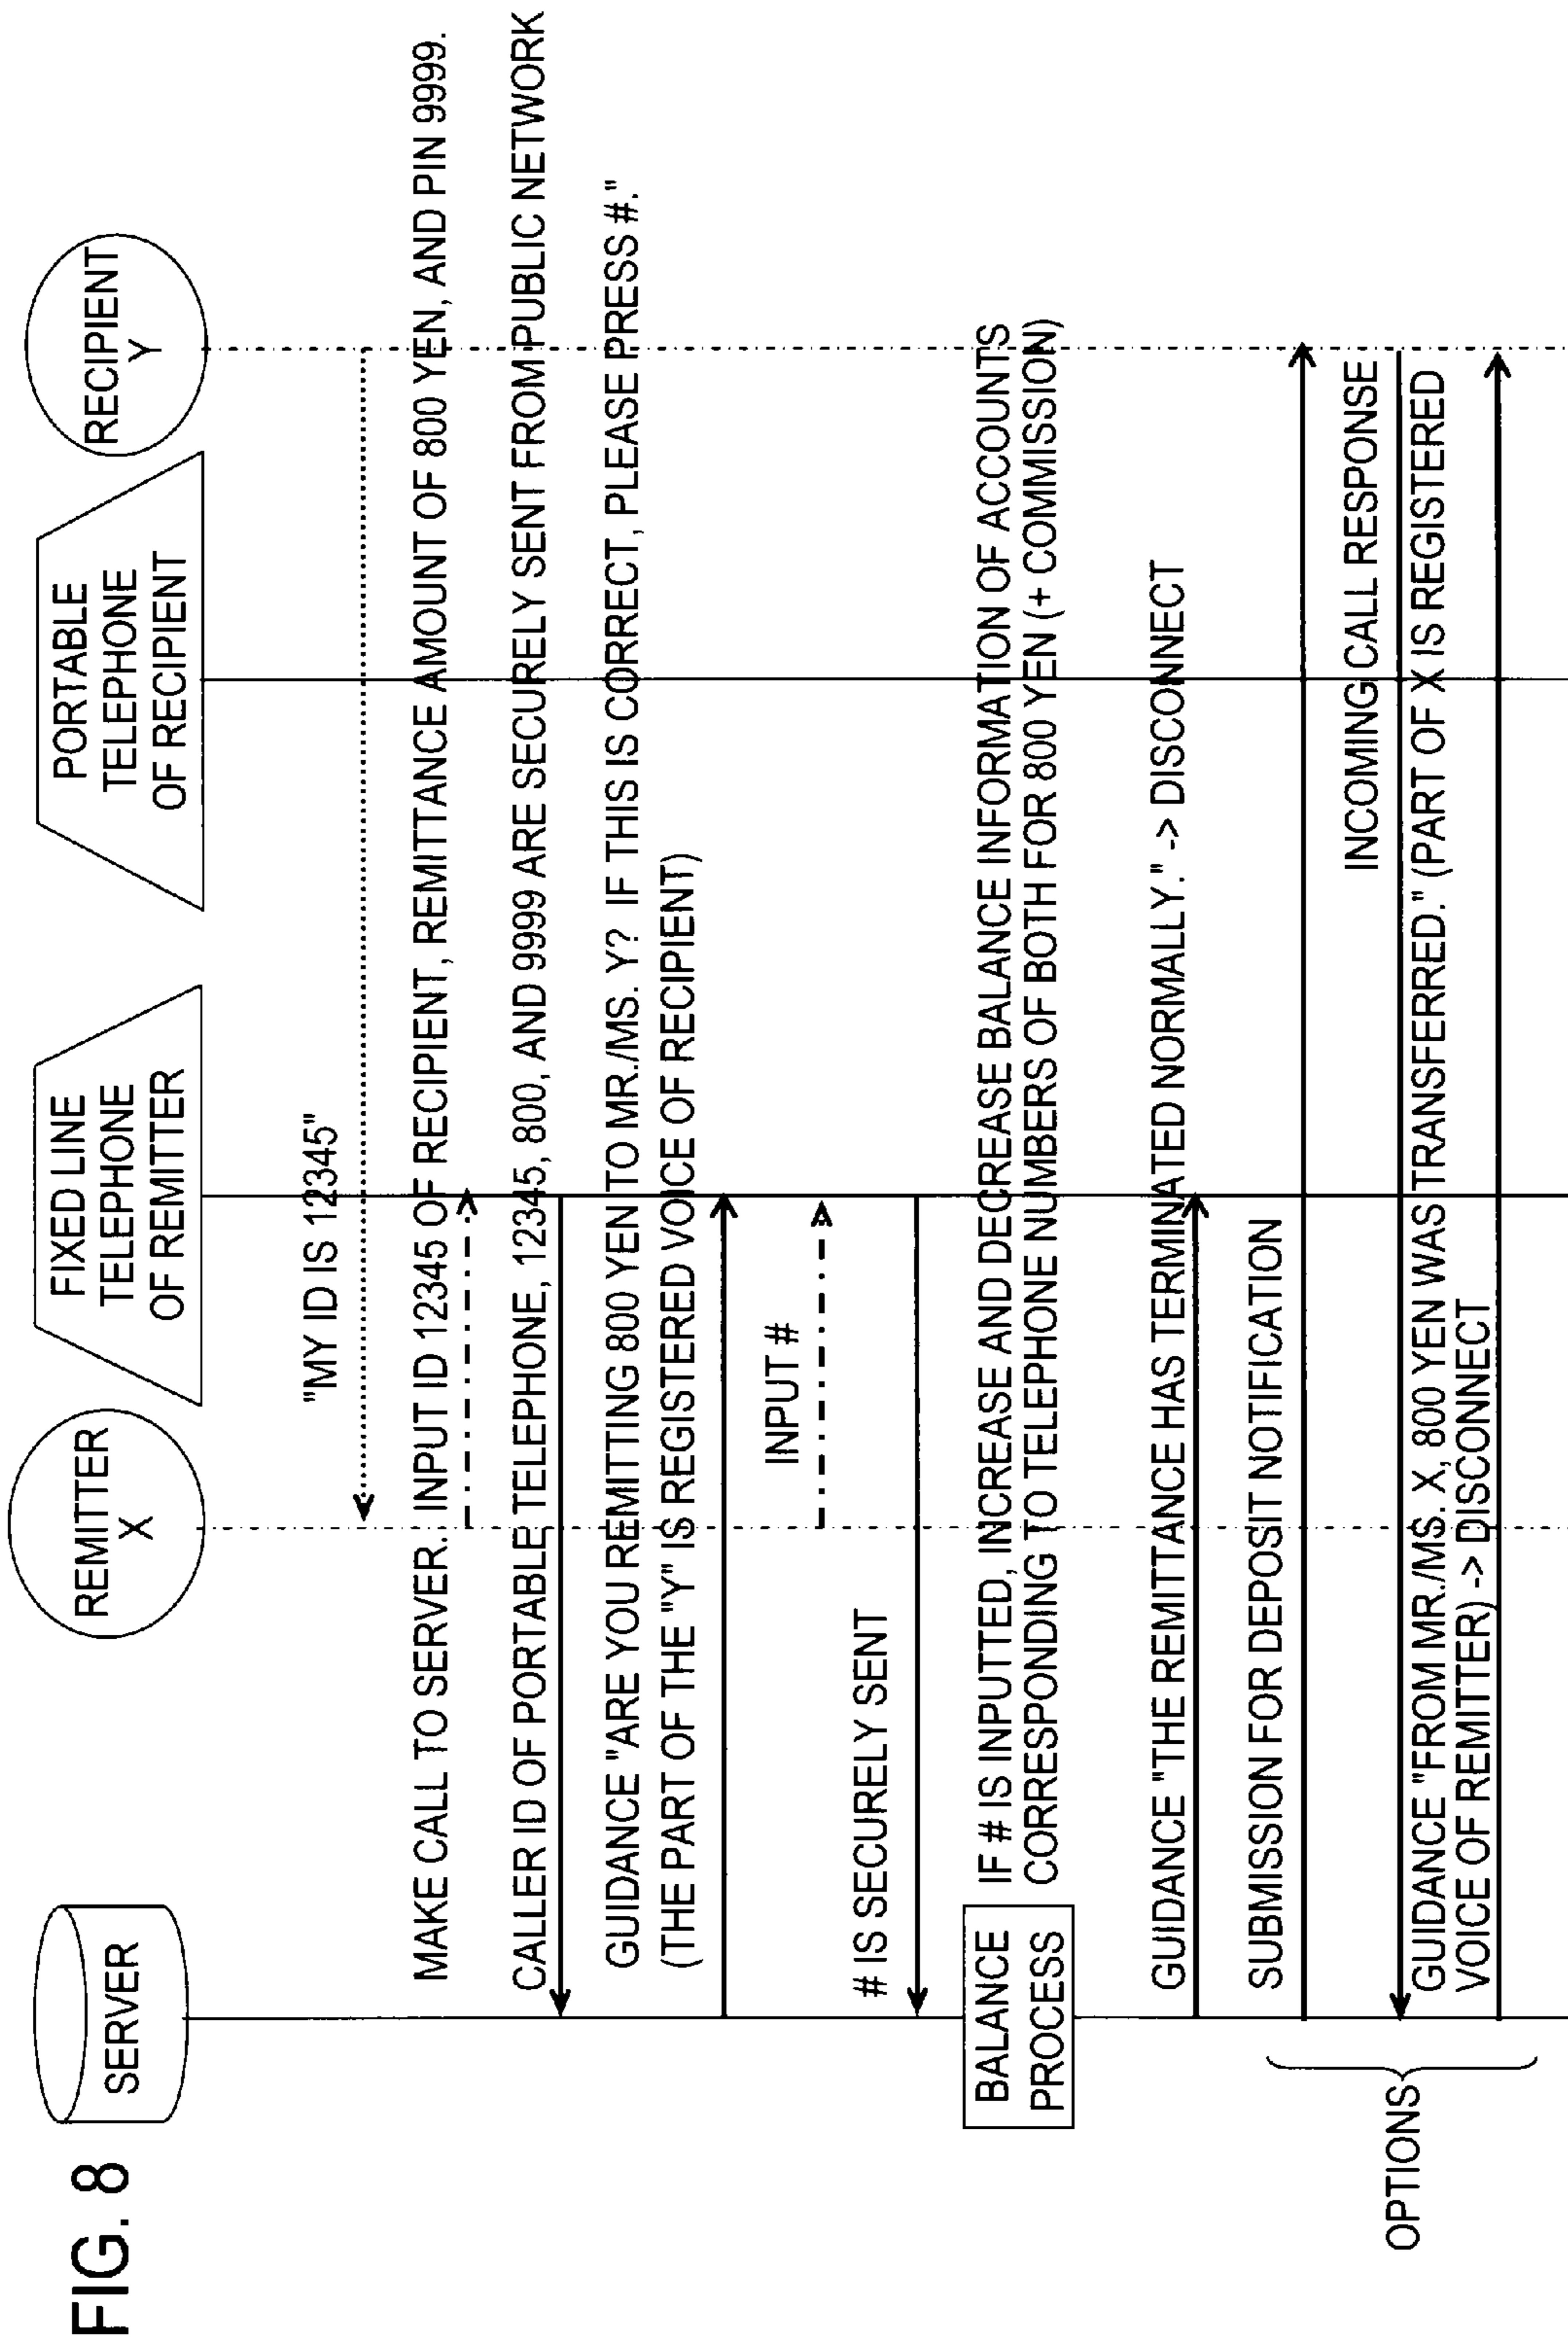 FIG. 8
SERVER
REMITTER
X
FIXED LINE
TELEPHONE
OF REMITTER
PORTABLE
TELEPHONE
OF RECIPIENT
RECIPIENT
Y
"MY ID IS 12345"
MAKE CALL TO SERVER. INPUT ID 12345 OF RECIPIENT, REMITTANCE AMOUNT OF 800 YEN, AND PIN 9999.
CALLER ID OF PORTABLE TELEPHONE, 12345, 800, AND 9999 ARE SECURELY SENT FROM PUBLIC NETWORK
GUIDANCE "ARE YOU REMITTING 800 YEN TO MR./MS. Y? IF THIS IS CORRECT, PLEASE PRESS #."
(THE PART OF THE "Y" IS REGISTERED VOICE OF RECIPIENT)
INPUT #
# IS SECURELY SENT
BALANCE
PROCESS
IF # IS INPUTTED, INCREASE AND DECREASE BALANCE INFORMATION OF ACCOUNTS
CORRESPONDING TO TELEPHONE NUMBERS OF BOTH FOR 800 YEN (+ COMMISSION)
GUIDANCE "THE REMITTANCE HAS TERMINATED NORMALLY." -> DISCONNECT
SUBMISSION FOR DEPOSIT NOTIFICATION
INCOMING CALL RESPONSE
GUIDANCE "FROM MR./MS. X, 800 YEN WAS TRANSFERRED." (PART OF X IS REGISTERED
VOICE OF REMITTER) -> DISCONNECT
OPTIONS